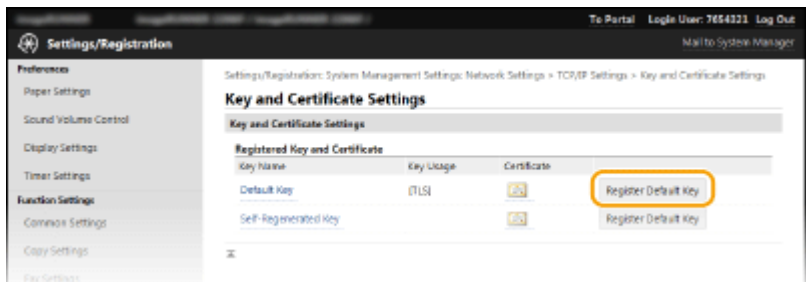 To Portal Login User: 7654321 Log Out
Settings/Registration
Mail to System Manager
Preferences
Paper Settings
Sound Volume Control
Display Settings
Timer Settings
Function Settings
Common Settings
Copy Settings
Fax Settings
Settings/Registration: System Management Settings: Network Settings > TCP/IP Settings > Key and Certificate Settings
Key and Certificate Settings
Key and Certificate Settings
Registered Key and Certificate
Key Name Key Usage Certificate
Default Key [TLS] Register Default Key
Self-Regenerated Key Register Default Key